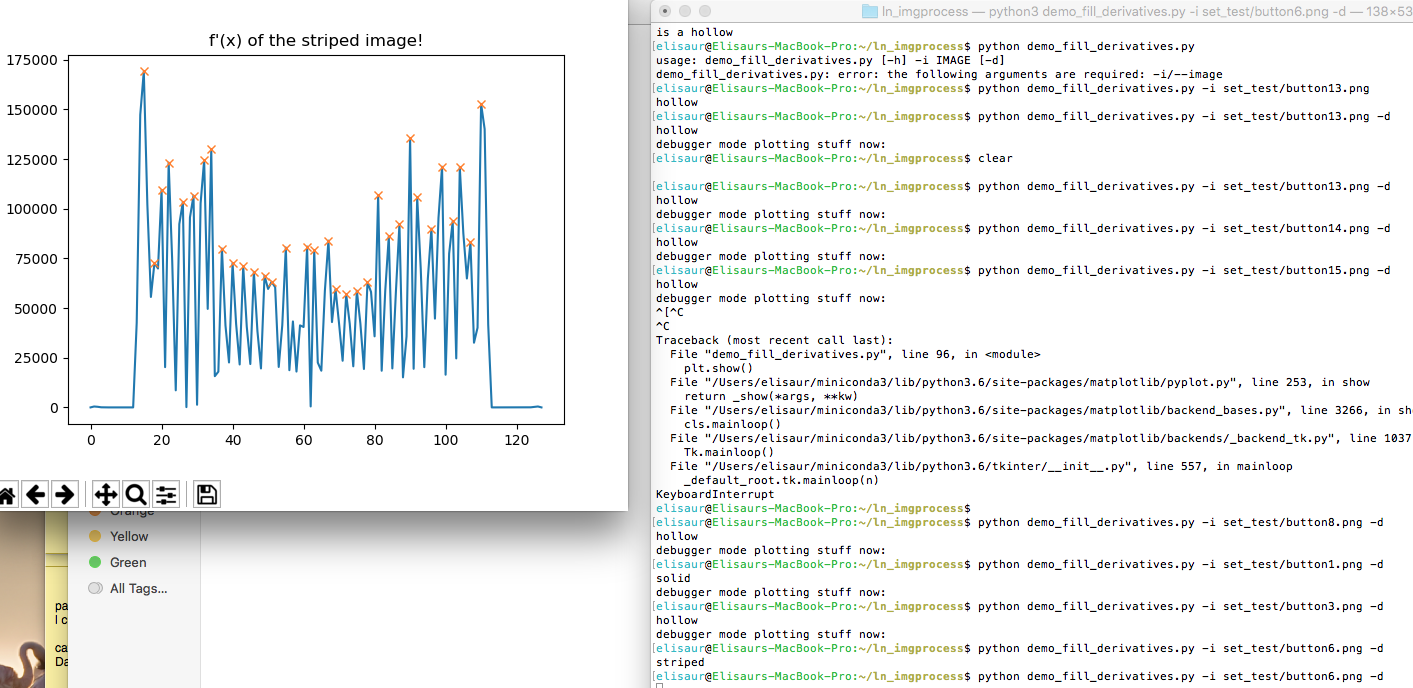 f'(x) of the striped image!
175000
150000
125000
100000
75000
50000
25000
0
0 20 40 60 80 100 120
Orange
Yellow
Green
All Tags...
pa
I c
ca
Da
ln_imgprocess — python3 demo_fill_derivatives.py -i set_test/button6.png -d — 138×53
is a hollow
[elisaur@Elisaurs-MacBook-Pro:~/ln_imgprocess$ python demo_fill_derivatives.py
usage: demo_fill_derivatives.py [-h] -i IMAGE [-d]
demo_fill_derivatives.py: error: the following arguments are required: -i/--image
[elisaur@Elisaurs-MacBook-Pro:~/ln_imgprocess$ python demo_fill_derivatives.py -i set_test/button13.png
hollow
[elisaur@Elisaurs-MacBook-Pro:~/ln_imgprocess$ python demo_fill_derivatives.py -i set_test/button13.png -d
hollow
debugger mode plotting stuff now:
[elisaur@Elisaurs-MacBook-Pro:~/ln_imgprocess$ clear
[elisaur@Elisaurs-MacBook-Pro:~/ln_imgprocess$ python demo_fill_derivatives.py -i set_test/button13.png -d
hollow
debugger mode plotting stuff now:
[elisaur@Elisaurs-MacBook-Pro:~/ln_imgprocess$ python demo_fill_derivatives.py -i set_test/button14.png -d
hollow
debugger mode plotting stuff now:
[elisaur@Elisaurs-MacBook-Pro:~/ln_imgprocess$ python demo_fill_derivatives.py -i set_test/button15.png -d
hollow
debugger mode plotting stuff now:
^[^C
^C
Traceback (most recent call last):
File "demo_fill_derivatives.py", line 96, in <module>
plt.show()
File "/Users/elisaur/miniconda3/lib/python3.6/site-packages/matplotlib/pyplot.py", line 253, in show
return _show(*args, **kw)
File "/Users/elisaur/miniconda3/lib/python3.6/site-packages/matplotlib/backend_bases.py", line 3266, in sh
cls.mainloop()
File "/Users/elisaur/miniconda3/lib/python3.6/site-packages/matplotlib/backends/_backend_tk.py", line 1037
Tk.mainloop()
File "/Users/elisaur/miniconda3/lib/python3.6/tkinter/__init__.py", line 557, in mainloop
_default_root.tk.mainloop(n)
KeyboardInterrupt
elisaur@Elisaurs-MacBook-Pro:~/ln_imgprocess$
[elisaur@Elisaurs-MacBook-Pro:~/ln_imgprocess$ python demo_fill_derivatives.py -i set_test/button8.png -d
hollow
debugger mode plotting stuff now:
[elisaur@Elisaurs-MacBook-Pro:~/ln_imgprocess$ python demo_fill_derivatives.py -i set_test/button1.png -d
solid
debugger mode plotting stuff now:
[elisaur@Elisaurs-MacBook-Pro:~/ln_imgprocess$ python demo_fill_derivatives.py -i set_test/button3.png -d
hollow
debugger mode plotting stuff now:
[elisaur@Elisaurs-MacBook-Pro:~/ln_imgprocess$ python demo_fill_derivatives.py -i set_test/button6.png -d
striped
[elisaur@Elisaurs-MacBook-Pro:~/ln_imgprocess$ python demo_fill_derivatives.py -i set_test/button6.png -d